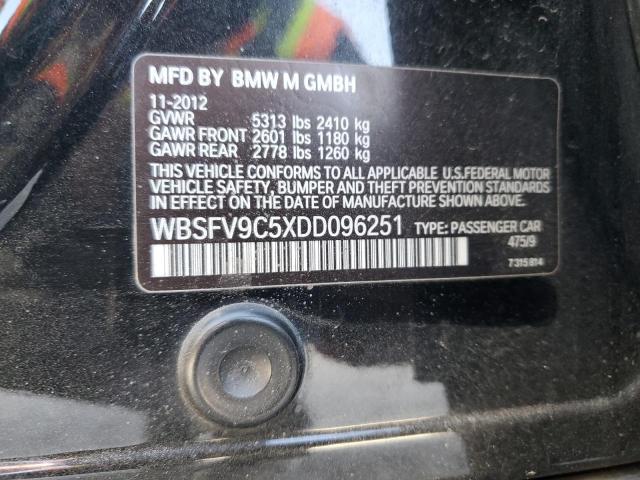 MFD BY BMW M GMBH
11-2012
GVWR 5313 lbs 2410 kg
GAWR FRONT 2601 lbs 1180 kg
GAWR REAR 2778 lbs 1260 kg
THIS VEHICLE CONFORMS TO ALL APPLICABLE U.S.FEDERAL MOTOR
VEHICLE SAFETY, BUMPER AND THEFT PREVENTION STANDARDS
IN EFFECT ON THE DATE OF MANUFACTURE SHOWN ABOVE.
WBSFV9C5XDD096251 TYPE: PASSENGER CAR
475/9
7315814